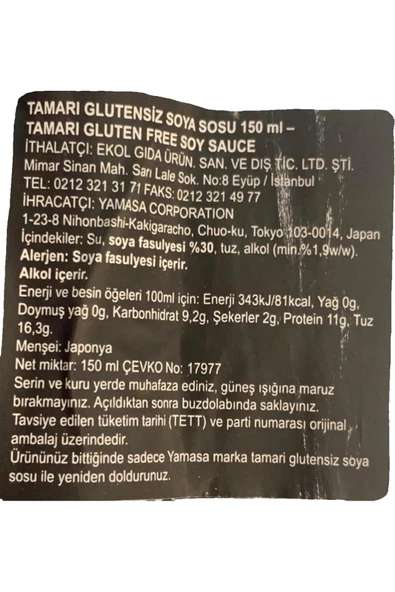 TAMARI GLUTENSİZ SOYA SOSU 150 ml –
TAMARI GLUTEN FREE SOY SAUCE
İTHALATÇI: EKOL GIDA ÜRÜN. SAN. VE DIŞ TİC. LTD. ŞTİ.
Mimar Sinan Mah. Sarı Lale Sok. No:8 Eyüp / İstanbul
TEL: 0212 321 31 71 FAKS: 0212 321 49 77
İHRACATÇI: YAMASA CORPORATION
1-23-8 Nihonbashi-Kakigaracho, Chuo-ku, Tokyo 103-0014, Japan
İçindekiler: Su, soya fasulyesi %30, tuz, alkol (min.%1,9w/w).
Alerjen: Soya fasulyesi içerir.
Alkol içerir.
Enerji ve besin öğeleri 100ml için: Enerji 343kJ/81kcal, Yağ 0g,
Doymuş yağ 0g, Karbonhidrat 9,2g, Şekerler 2g, Protein 11g, Tuz
16,3g.
Menşei: Japonya
Net miktar: 150 ml ÇEVKO No: 17977
Serin ve kuru yerde muhafaza ediniz, güneş ışığına maruz
bırakmayınız. Açıldıktan sonra buzdolabında saklayınız.
Tavsiye edilen tüketim tarihi (TETT) ve parti numarası orijinal
ambalaj üzerindedir.
Ürününüz bittiğinde sadece Yamasa marka tamari glutensiz soya
sosu ile yeniden doldurunuz.